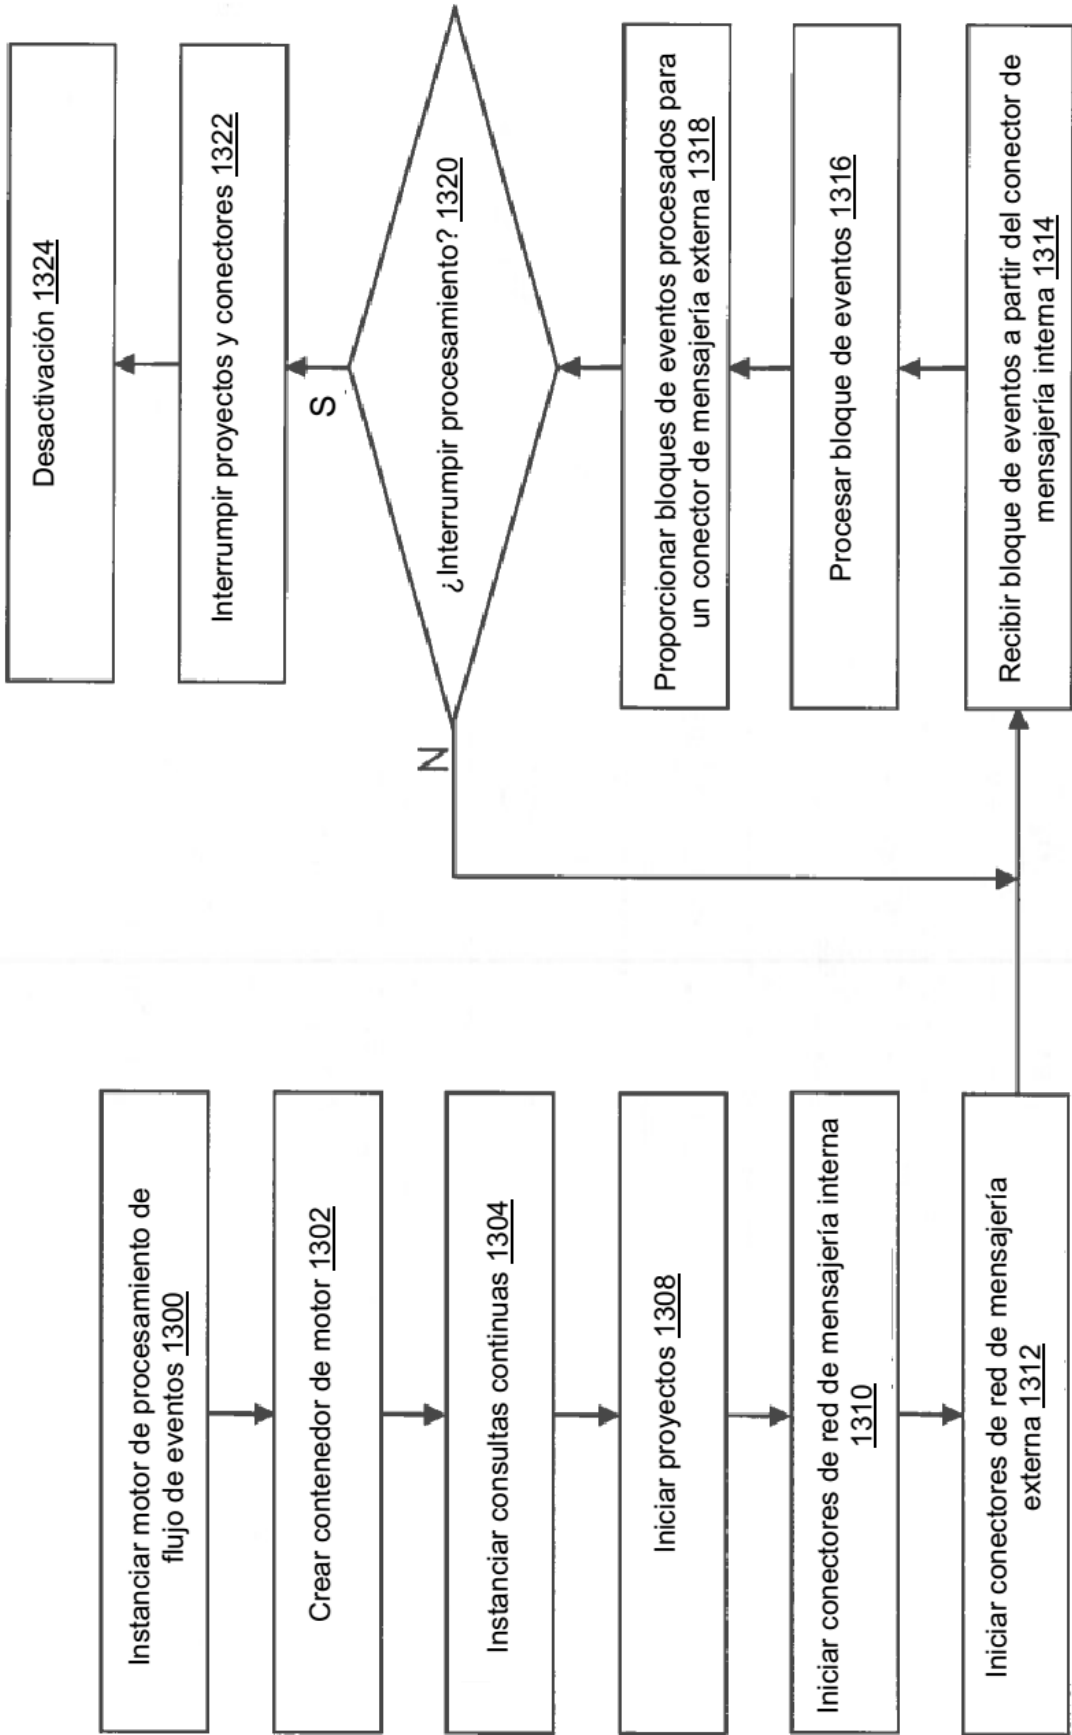 Instanciar motor de procesamiento de
flujo de eventos 1300
Crear contenedor de motor 1302
Instanciar consultas continuas 1304
Iniciar proyectos 1308
Iniciar conectores de red de mensajería interna
1310
Iniciar conectores de red de mensajería
externa 1312
Recibir bloque de eventos a partir del conector de
mensajería interna 1314
Procesar bloque de eventos 1316
Proporcionar bloques de eventos procesados para
un conector de mensajería externa 1318
¿Interrumpir procesamiento? 1320
N
S
Interrumpir proyectos y conectores 1322
Desactivación 1324